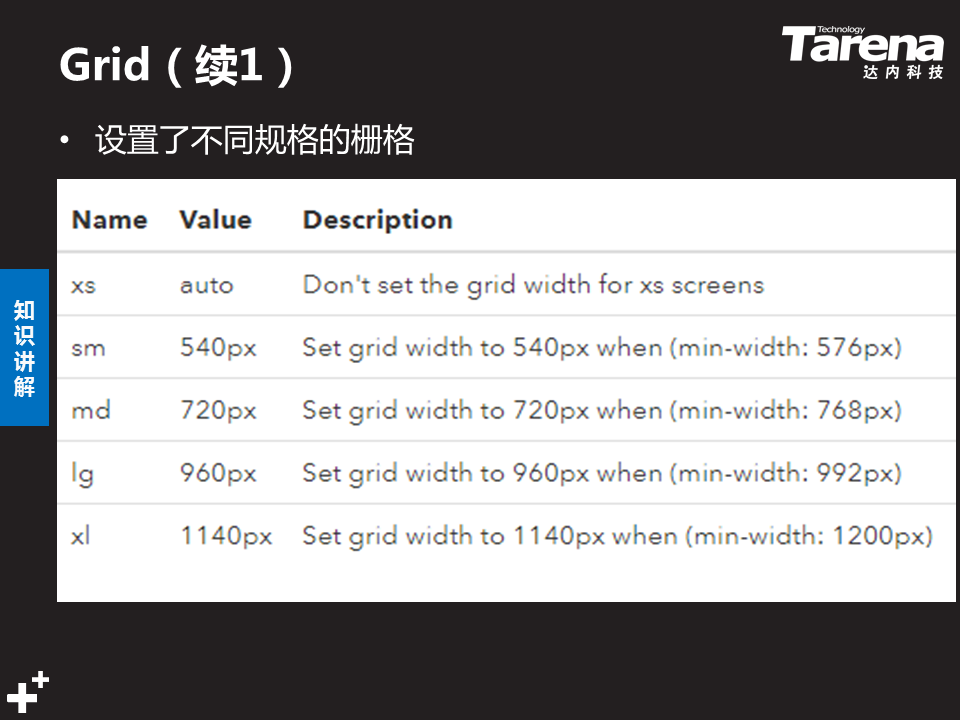 Grid（续1）
Technology
Tarena
达内科技
• 设置了不同规格的栅格
Name Value Description
xs auto Don't set the grid width for xs screens
sm 540px Set grid width to 540px when (min-width: 576px)
md 720px Set grid width to 720px when (min-width: 768px)
lg 960px Set grid width to 960px when (min-width: 992px)
xl 1140px Set grid width to 1140px when (min-width: 1200px)
知识讲解